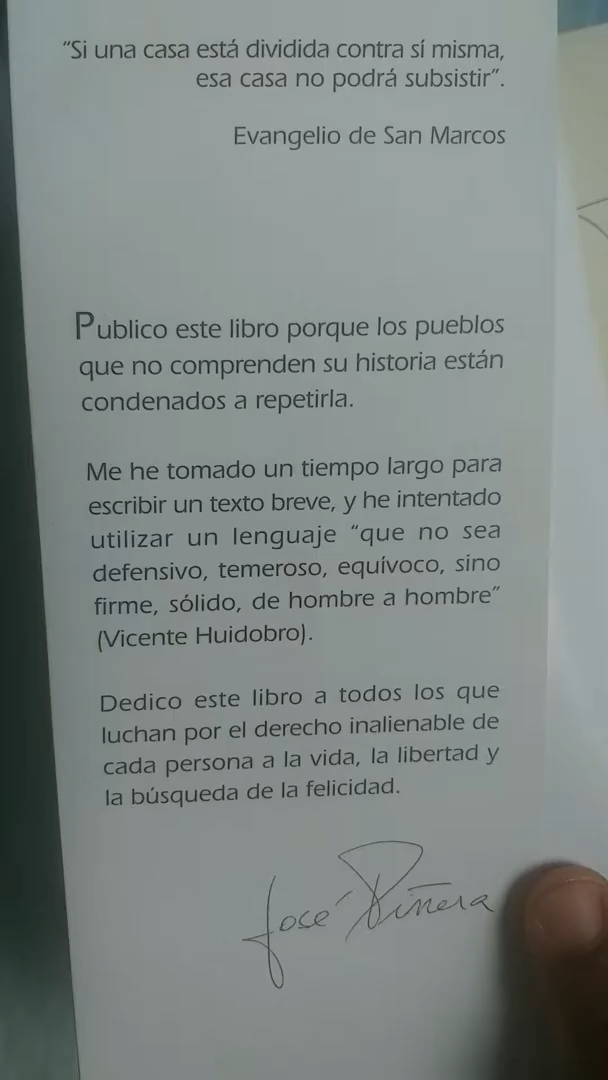 “Si una casa está dividida contra sí misma,
esa casa no podrá subsistir”.
Evangelio de San Marcos
Publico este libro porque los pueblos
que no comprenden su historia están
condenados a repetirla.
Me he tomado un tiempo largo para
escribir un texto breve, y he intentado
utilizar un lenguaje “que no sea
defensivo, temeroso, equívoco, sino
firme, sólido, de hombre a hombre”
(Vicente Huidobro).
Dedico este libro a todos los que
luchan por el derecho inalienable de
cada persona a la vida, la libertad y
la búsqueda de la felicidad.
José Piñera